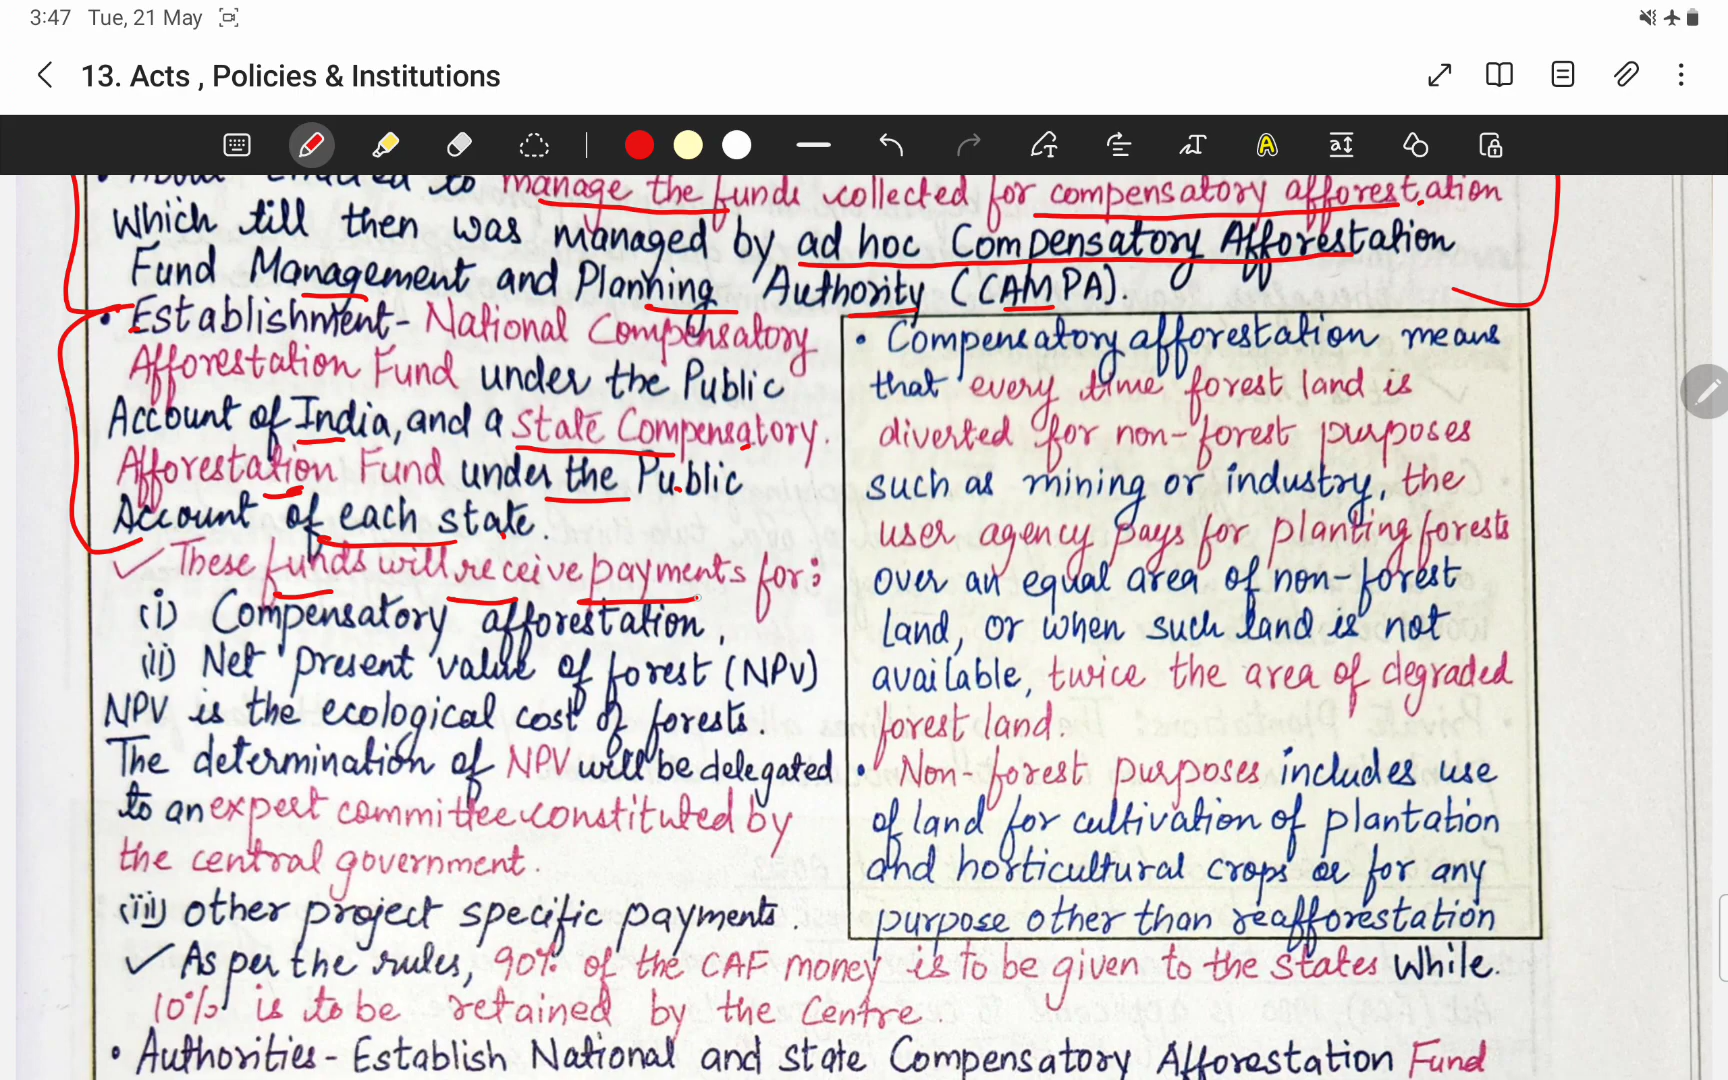 3:47 Tue, 21 May
13. Acts , Policies & Institutions
to manage the funds collected for compensatory afforestation
Which till then was managed by ad hoc Compensatory Afforestation
Fund Management and Planning Authority (CAMPA).
• Establishment- National Compensatory
Afforestation Fund under the Public
Account of India, and a State Compensatory
Afforestation Fund under the Public
Account of each state.
✓ These funds will receive payments for:
(i) Compensatory afforestation,
(ii) Net present value of forest (NPV)
NPV is the ecological cost of forests.
The determination of NPV will be delegated
to an expert committee constituted by
the central government.
(iii) other project specific payments.
• Compensatory afforestation means
that every time forest land is
diverted for non-forest purposes
such as mining or industry, the
user agency pays for planting forests
over an equal area of non-forest
land, or when such land is not
available, twice the area of degraded
forest land.
• Non-forest purposes includes use
of land for cultivation of plantation
and horticultural crops or for any
purpose other than reafforestation
✓ As per the rules, 90% of the CAF money is to be given to the states While.
10% is to be retained by the Centre.
• Authorities- Establish National and state Compensatory Afforestation Fund